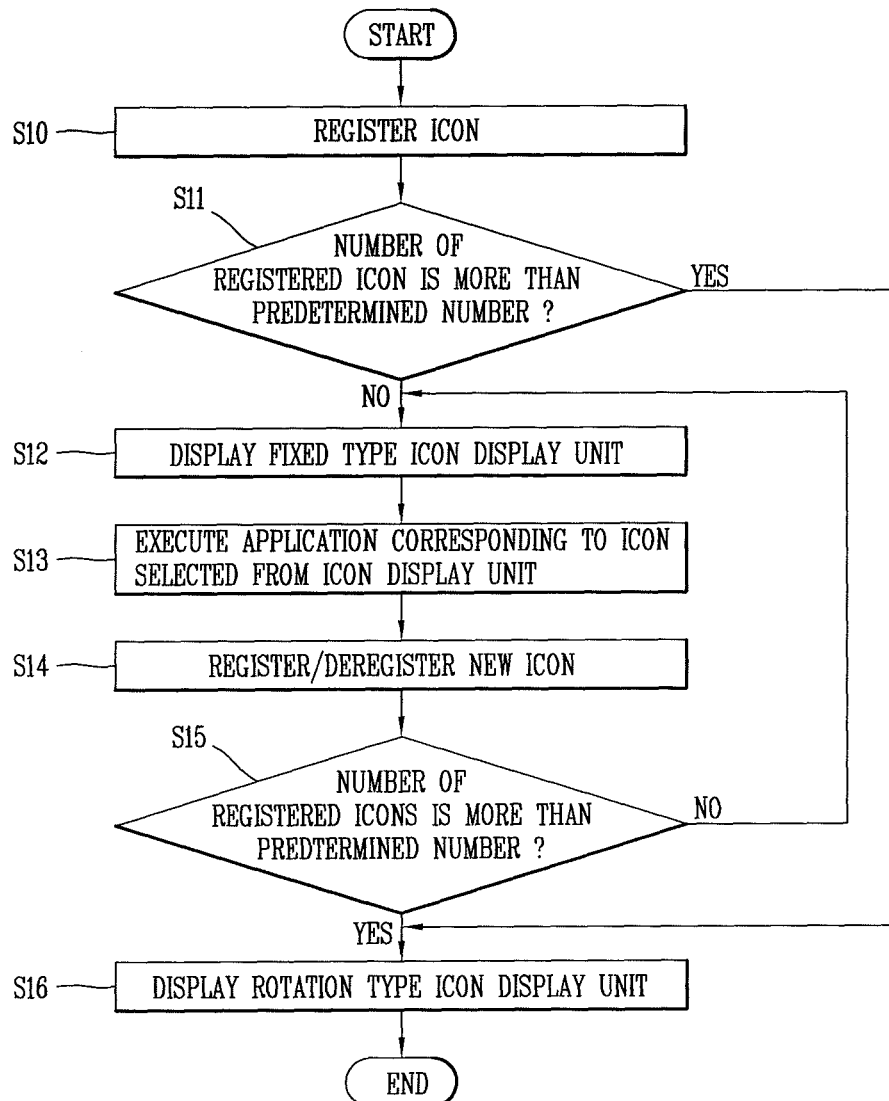 START
S10
REGISTER ICON
S11
NUMBER OF
REGISTERED ICON IS MORE THAN
PREDETERMINED NUMBER ?
YES
NO
S12
DISPLAY FIXED TYPE ICON DISPLAY UNIT
S13
EXECUTE APPLICATION CORRESPONDING TO ICON
SELECTED FROM ICON DISPLAY UNIT
S14
REGISTER/DEREGISTER NEW ICON
S15
NUMBER OF
REGISTERED ICONS IS MORE THAN
PREDTERMINED NUMBER ?
NO
YES
S16
DISPLAY ROTATION TYPE ICON DISPLAY UNIT
END